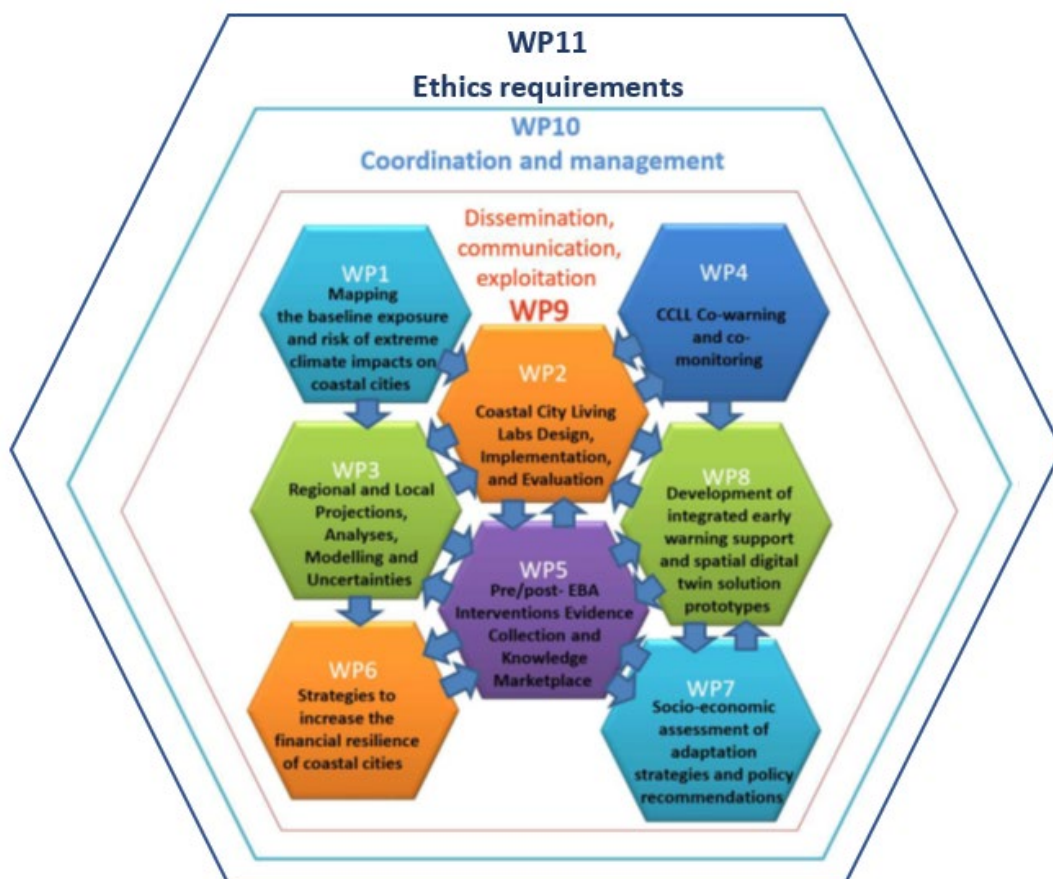 WP11
Ethics requirements
WP10
Coordination and management
Dissemination,
communication,
exploitation
WP9
WP1
Mapping
the baseline exposure
and risk of extreme
climate impacts on
coastal cities
WP4
CCLL Co-warning
and co-
monitoring
WP2
Coastal City Living
Labs Design,
Implementation,
and Evaluation
WP3
Regional and Local
Projections,
Analyses,
Modelling and
Uncertainties
WP8
Development of
integrated early
warning support
and spatial digital
twin solution
prototypes
WP5
Pre/post- EBA
Interventions Evidence
Collection and
Knowledge
Marketplace
WP6
Strategies to
increase the
financial resilience
of coastal cities
WP7
Socio-economic
assessment of
adaptation
strategies and policy
recommendations